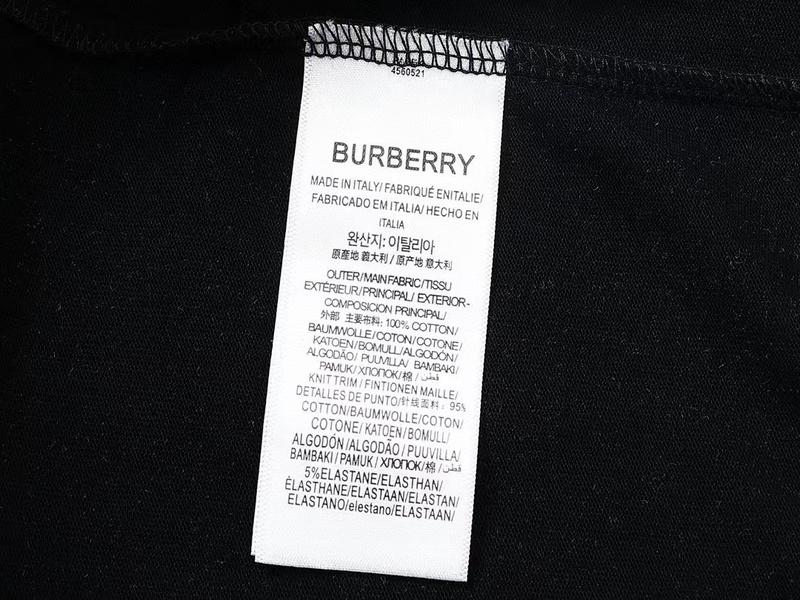 4560521
BURBERRY
MADE IN ITALY/ FABRIQUÉ ENITALIE/
FABRICADO EM ITALIA/ HECHO EN
ITALIA
완산지: 이탈리아
原產地 義大利 / 原产地 意大利
OUTER/MAIN FABRIC/TISSU
EXTÉRIEUR/PRINCIPAL/ EXTERIOR-
COMPOSICION PRINCIPAL/
外部 主要布料: 100% COTTON/
BAUMWOLLE/COTON/COTONE/
KATOEN/BOMULL/ALGODÓN/
ALGODÃO/ PUUVILLA/ BAMBAKI/
PAMUK/ ХЛОПОК/棉 / قطن
KNIT TRIM / FINTIONEN MAILLE/
DETALLES DE PUNTO/针线面料: 95%
COTTON/BAUMWOLLE/COTON/
COTONE/ KATOEN/BOMULL/
ALGODÓN/ALGODÃO / PUUVILLA/
BAMBAKI / PAMUK / ХЛОПОК/棉 / قطن
5%ELASTANE/ELASTHAN/
ÉLASTHANE/ELASTAAN/ELASTAN/
ELASTANO/elestano/ELASTAAN/